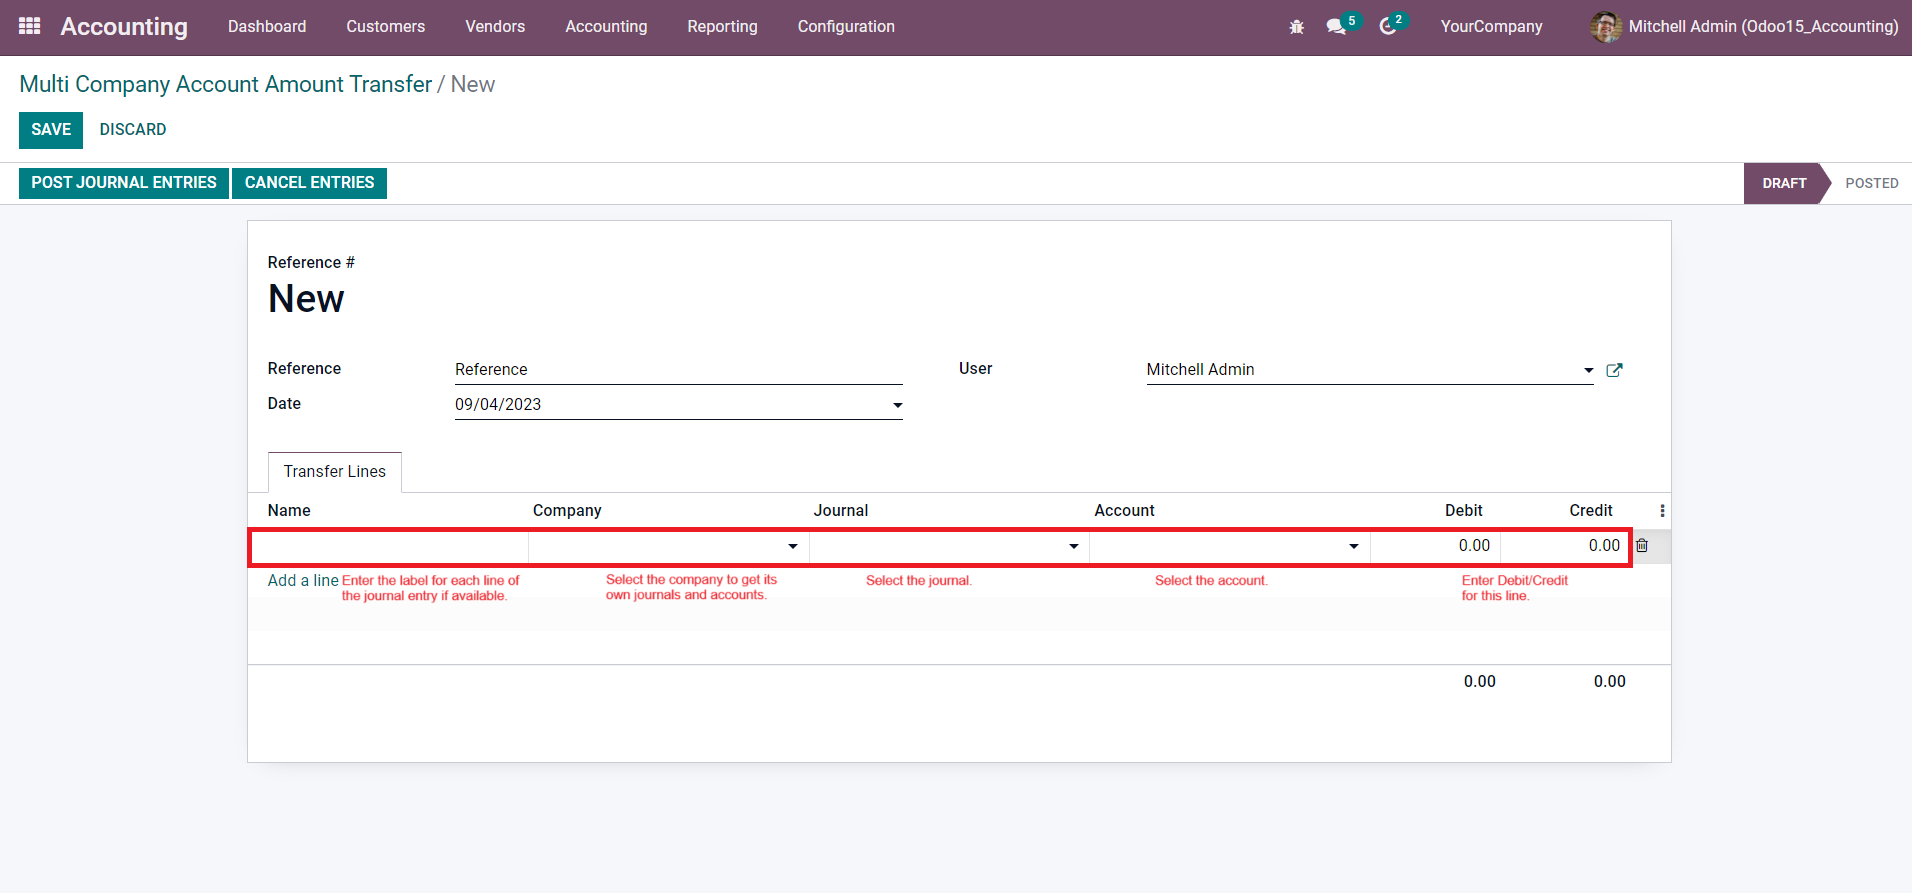 Accounting Dashboard Customers Vendors Accounting Reporting Configuration 5 2 YourCompany Mitchell Admin (Odoo15_Accounting)
Multi Company Account Amount Transfer / New
SAVE DISCARD
POST JOURNAL ENTRIES CANCEL ENTRIES DRAFT POSTED
Reference #
New
Reference Reference User Mitchell Admin
Date 09/04/2023
Transfer Lines
Name Company Journal Account Debit Credit
0.00 0.00
Add a line
Enter the label for each line of
the journal entry if available.
Select the company to get its
own journals and accounts.
Select the journal.
Select the account.
Enter Debit/Credit
for this line.
0.00 0.00